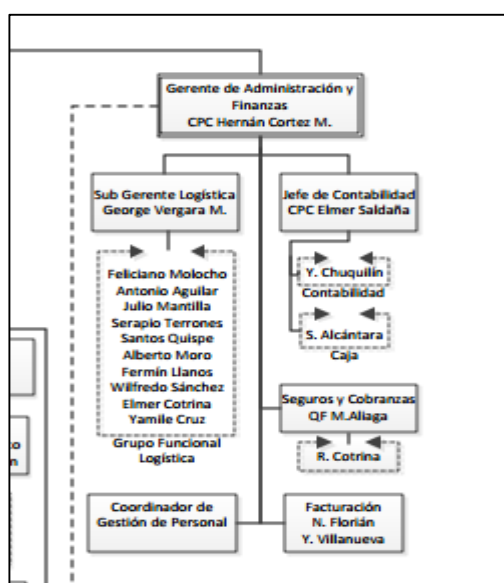 Gerente de Administración y
Finanzas
CPC Hernán Cortez M.
Sub Gerente Logística
George Vergara M.
Jefe de Contabilidad
CPC Elmer Saldaña
Feliciano Molocho
Antonio Aguilar
Julio Mantilla
Serapio Terrones
Santos Quispe
Alberto Moro
Fermín Llanos
Wilfredo Sánchez
Elmer Cotrina
Yamile Cruz
Grupo Funcional
Logística
Y. Chuquilín
Contabilidad
S. Alcántara
Caja
Seguros y Cobranzas
QF M.Aliaga
R. Cotrina
Coordinador de
Gestión de Personal
Facturación
N. Florián
Y. Villanueva